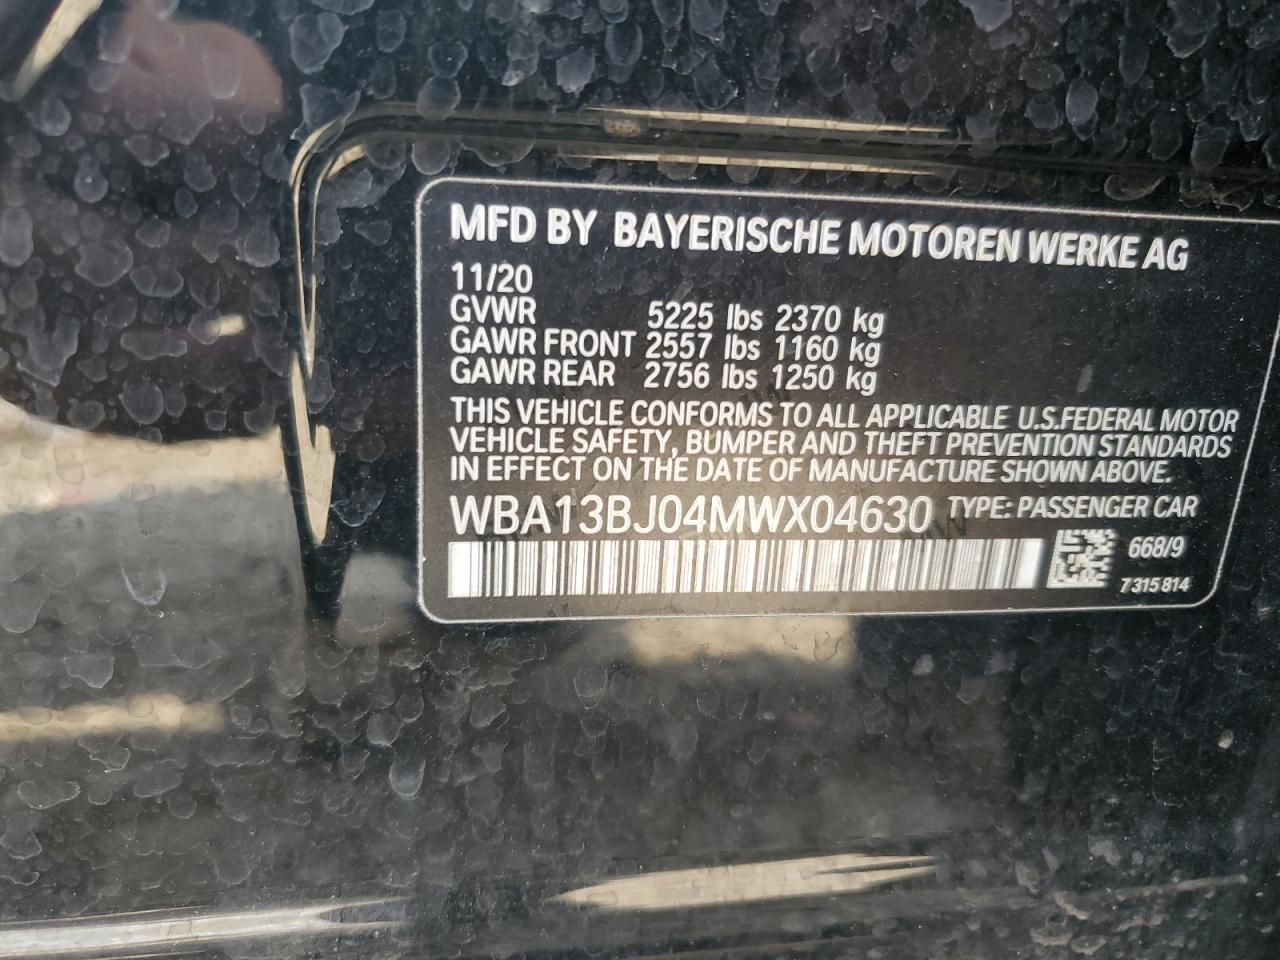 MFD BY BAYERISCHE MOTOREN WERKE AG
11/20
GVWR 5225 lbs 2370 kg
GAWR FRONT 2557 lbs 1160 kg
GAWR REAR 2756 lbs 1250 kg
THIS VEHICLE CONFORMS TO ALL APPLICABLE U.S.FEDERAL MOTOR
VEHICLE SAFETY, BUMPER AND THEFT PREVENTION STANDARDS
IN EFFECT ON THE DATE OF MANUFACTURE SHOWN ABOVE.
WBA13BJ04MWX04630 TYPE: PASSENGER CAR
668/9
7 315 814